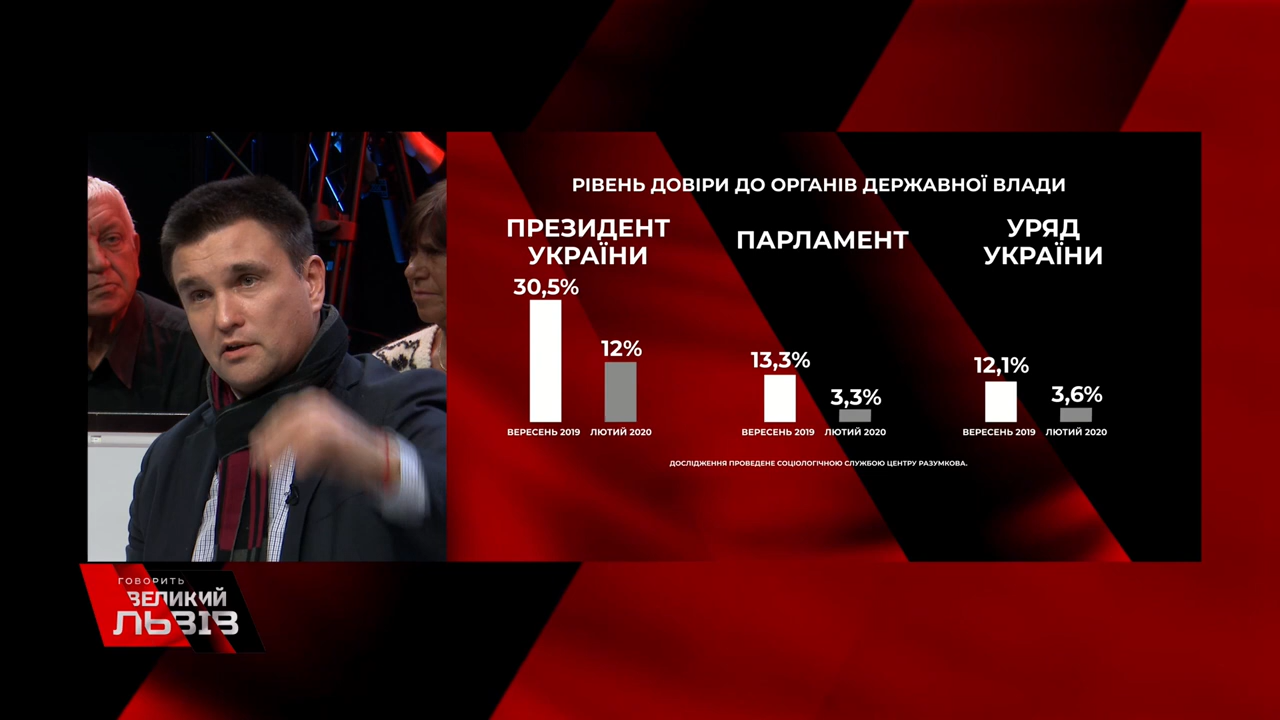 РІВЕНЬ ДОВІРИ ДО ОРГАНІВ ДЕРЖАВНОЇ ВЛАДИ
ПРЕЗИДЕНТ
УКРАЇНИ
30,5%
12%
ВЕРЕСЕНЬ 2019
ЛЮТИЙ 2020
ПАРЛАМЕНТ
13,3%
3,3%
ВЕРЕСЕНЬ 2019
ЛЮТИЙ 2020
УРЯД
УКРАЇНИ
12,1%
3,6%
ВЕРЕСЕНЬ 2019
ЛЮТИЙ 2020
ДОСЛІДЖЕННЯ ПРОВЕДЕНЕ СОЦІОЛОГІЧНОЮ СЛУЖБОЮ ЦЕНТРУ РАЗУМКОВА.
ГОВОРИТЬ
ВЕЛИКИЙ
ЛЬВІВ